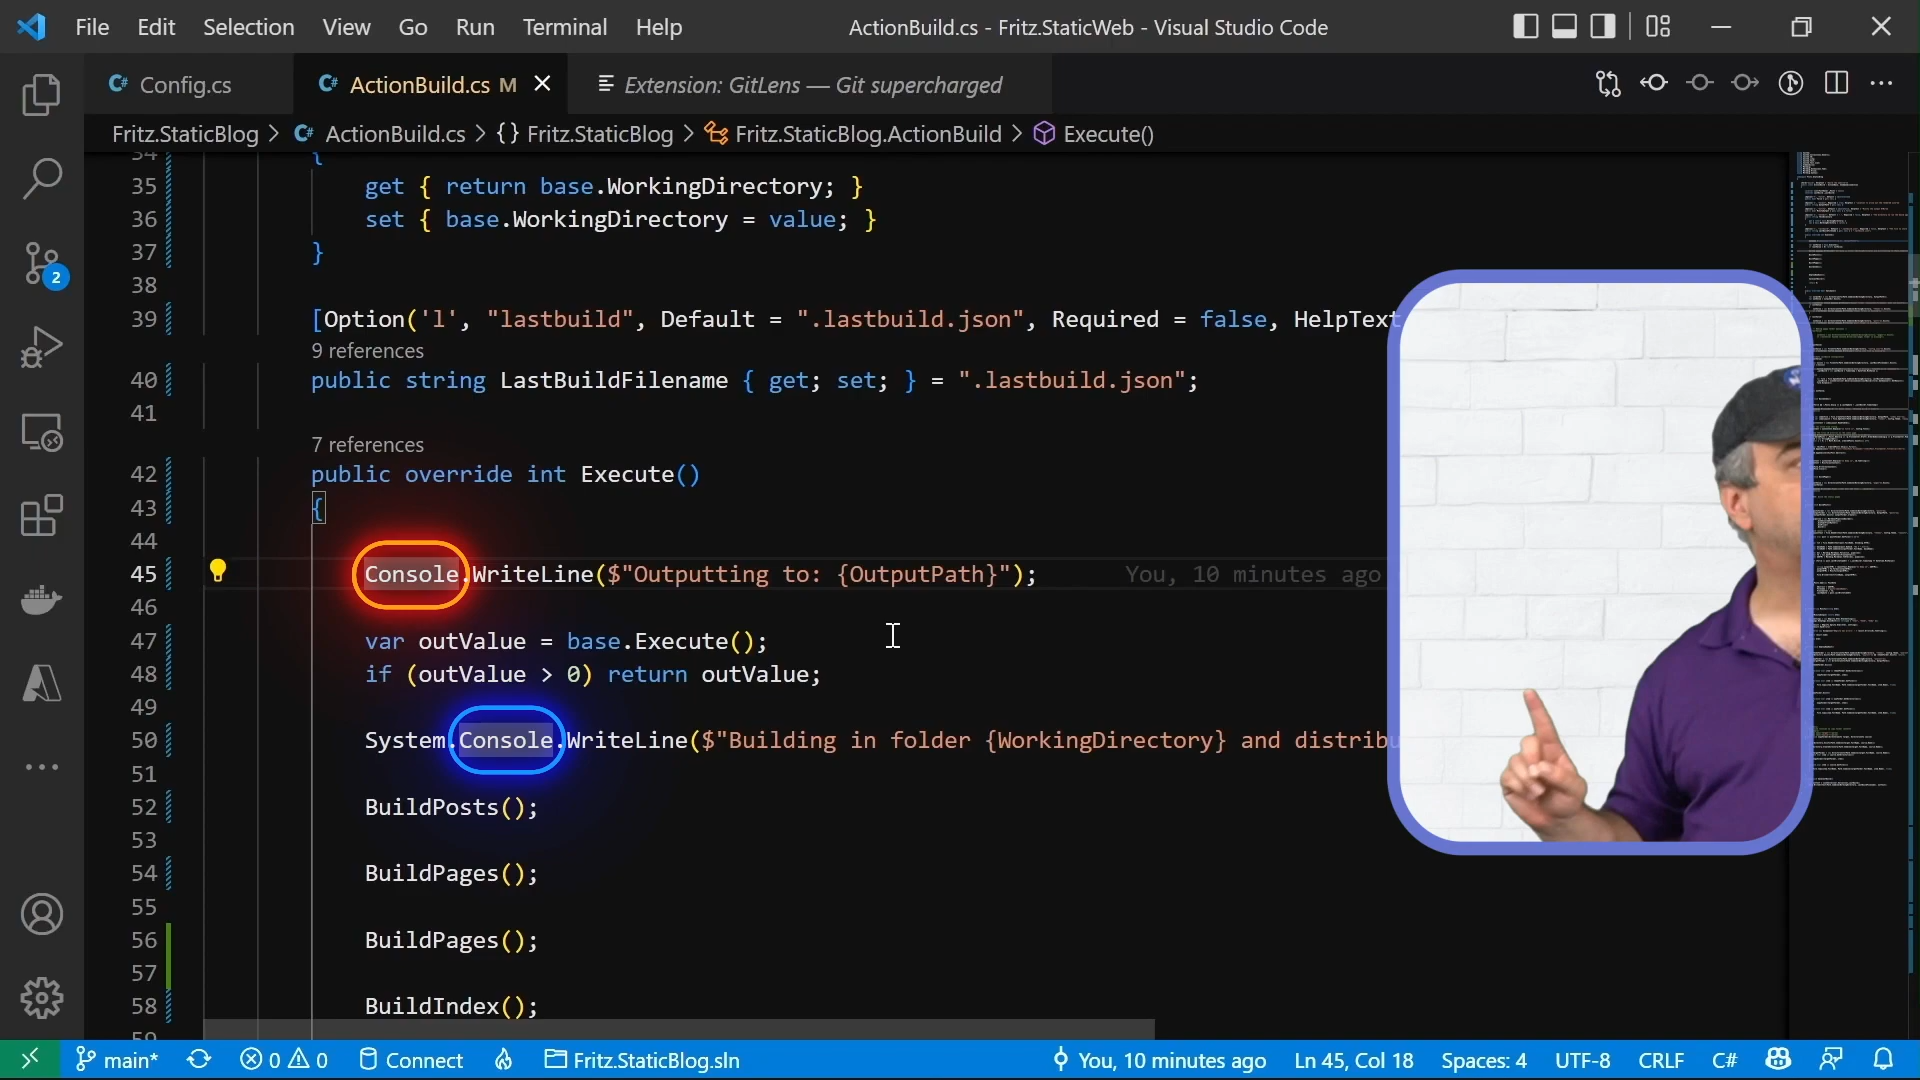 File Edit Selection View Go Run Terminal Help ActionBuild.cs - Fritz.StaticWeb - Visual Studio Code
C# Config.cs C# ActionBuild.cs M Extension: GitLens — Git supercharged
Fritz.StaticBlog > C# ActionBuild.cs > {} Fritz.StaticBlog > Fritz.StaticBlog.ActionBuild > Execute()
34 {
35 get { return base.WorkingDirectory; }
36 set { base.WorkingDirectory = value; }
37 }
38
39 [Option('l', "lastbuild", Default = ".lastbuild.json", Required = false, HelpText
9 references
40 public string LastBuildFilename { get; set; } = ".lastbuild.json";
41
7 references
42 public override int Execute()
43 {
44
45 Console.WriteLine($"Outputting to: {OutputPath}"); You, 10 minutes ago
46
47 var outValue = base.Execute();
48 if (outValue > 0) return outValue;
49
50 System.Console.WriteLine($"Building in folder {WorkingDirectory} and distribu
51
52 BuildPosts();
53
54 BuildPages();
55
56 BuildPages();
57
58 BuildIndex();
59
2
main* 0 0 Connect Fritz.StaticBlog.sln You, 10 minutes ago Ln 45, Col 18 Spaces: 4 UTF-8 CRLF C#